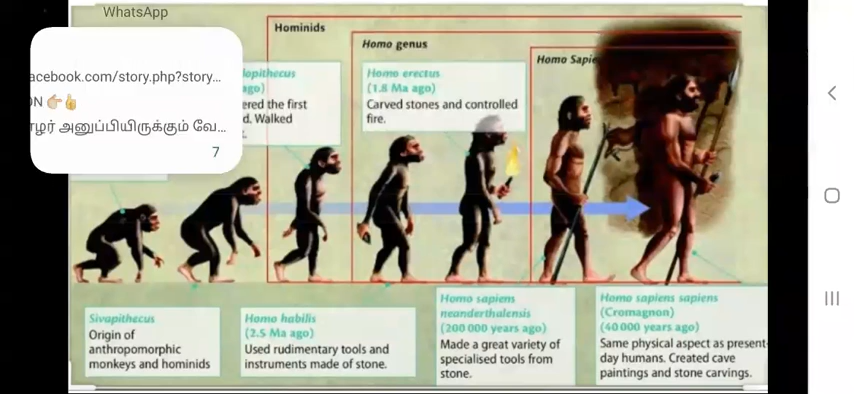 WhatsApp
acebook.com/story.php?story...
ON 👉🏻👍
ழர் அனுப்பியிருக்கும் வே...
7
Hominids
Homo genus
Homo Sapie
lopithecus
ago)
ered the first
d. Walked
Homo erectus
(1.8 Ma ago)
Carved stones and controlled
fire.
Sivapithecus
Origin of
anthropomorphic
monkeys and hominids
Homo habilis
(2.5 Ma ago)
Used rudimentary tools and
instruments made of stone.
Homo sapiens
neanderthalensis
(200 000 years ago)
Made a great variety of
specialised tools from
stone.
Homo sapiens sapiens
(Cromagnon)
(40 000 years ago)
Same physical aspect as present-
day humans. Created cave
paintings and stone carvings.